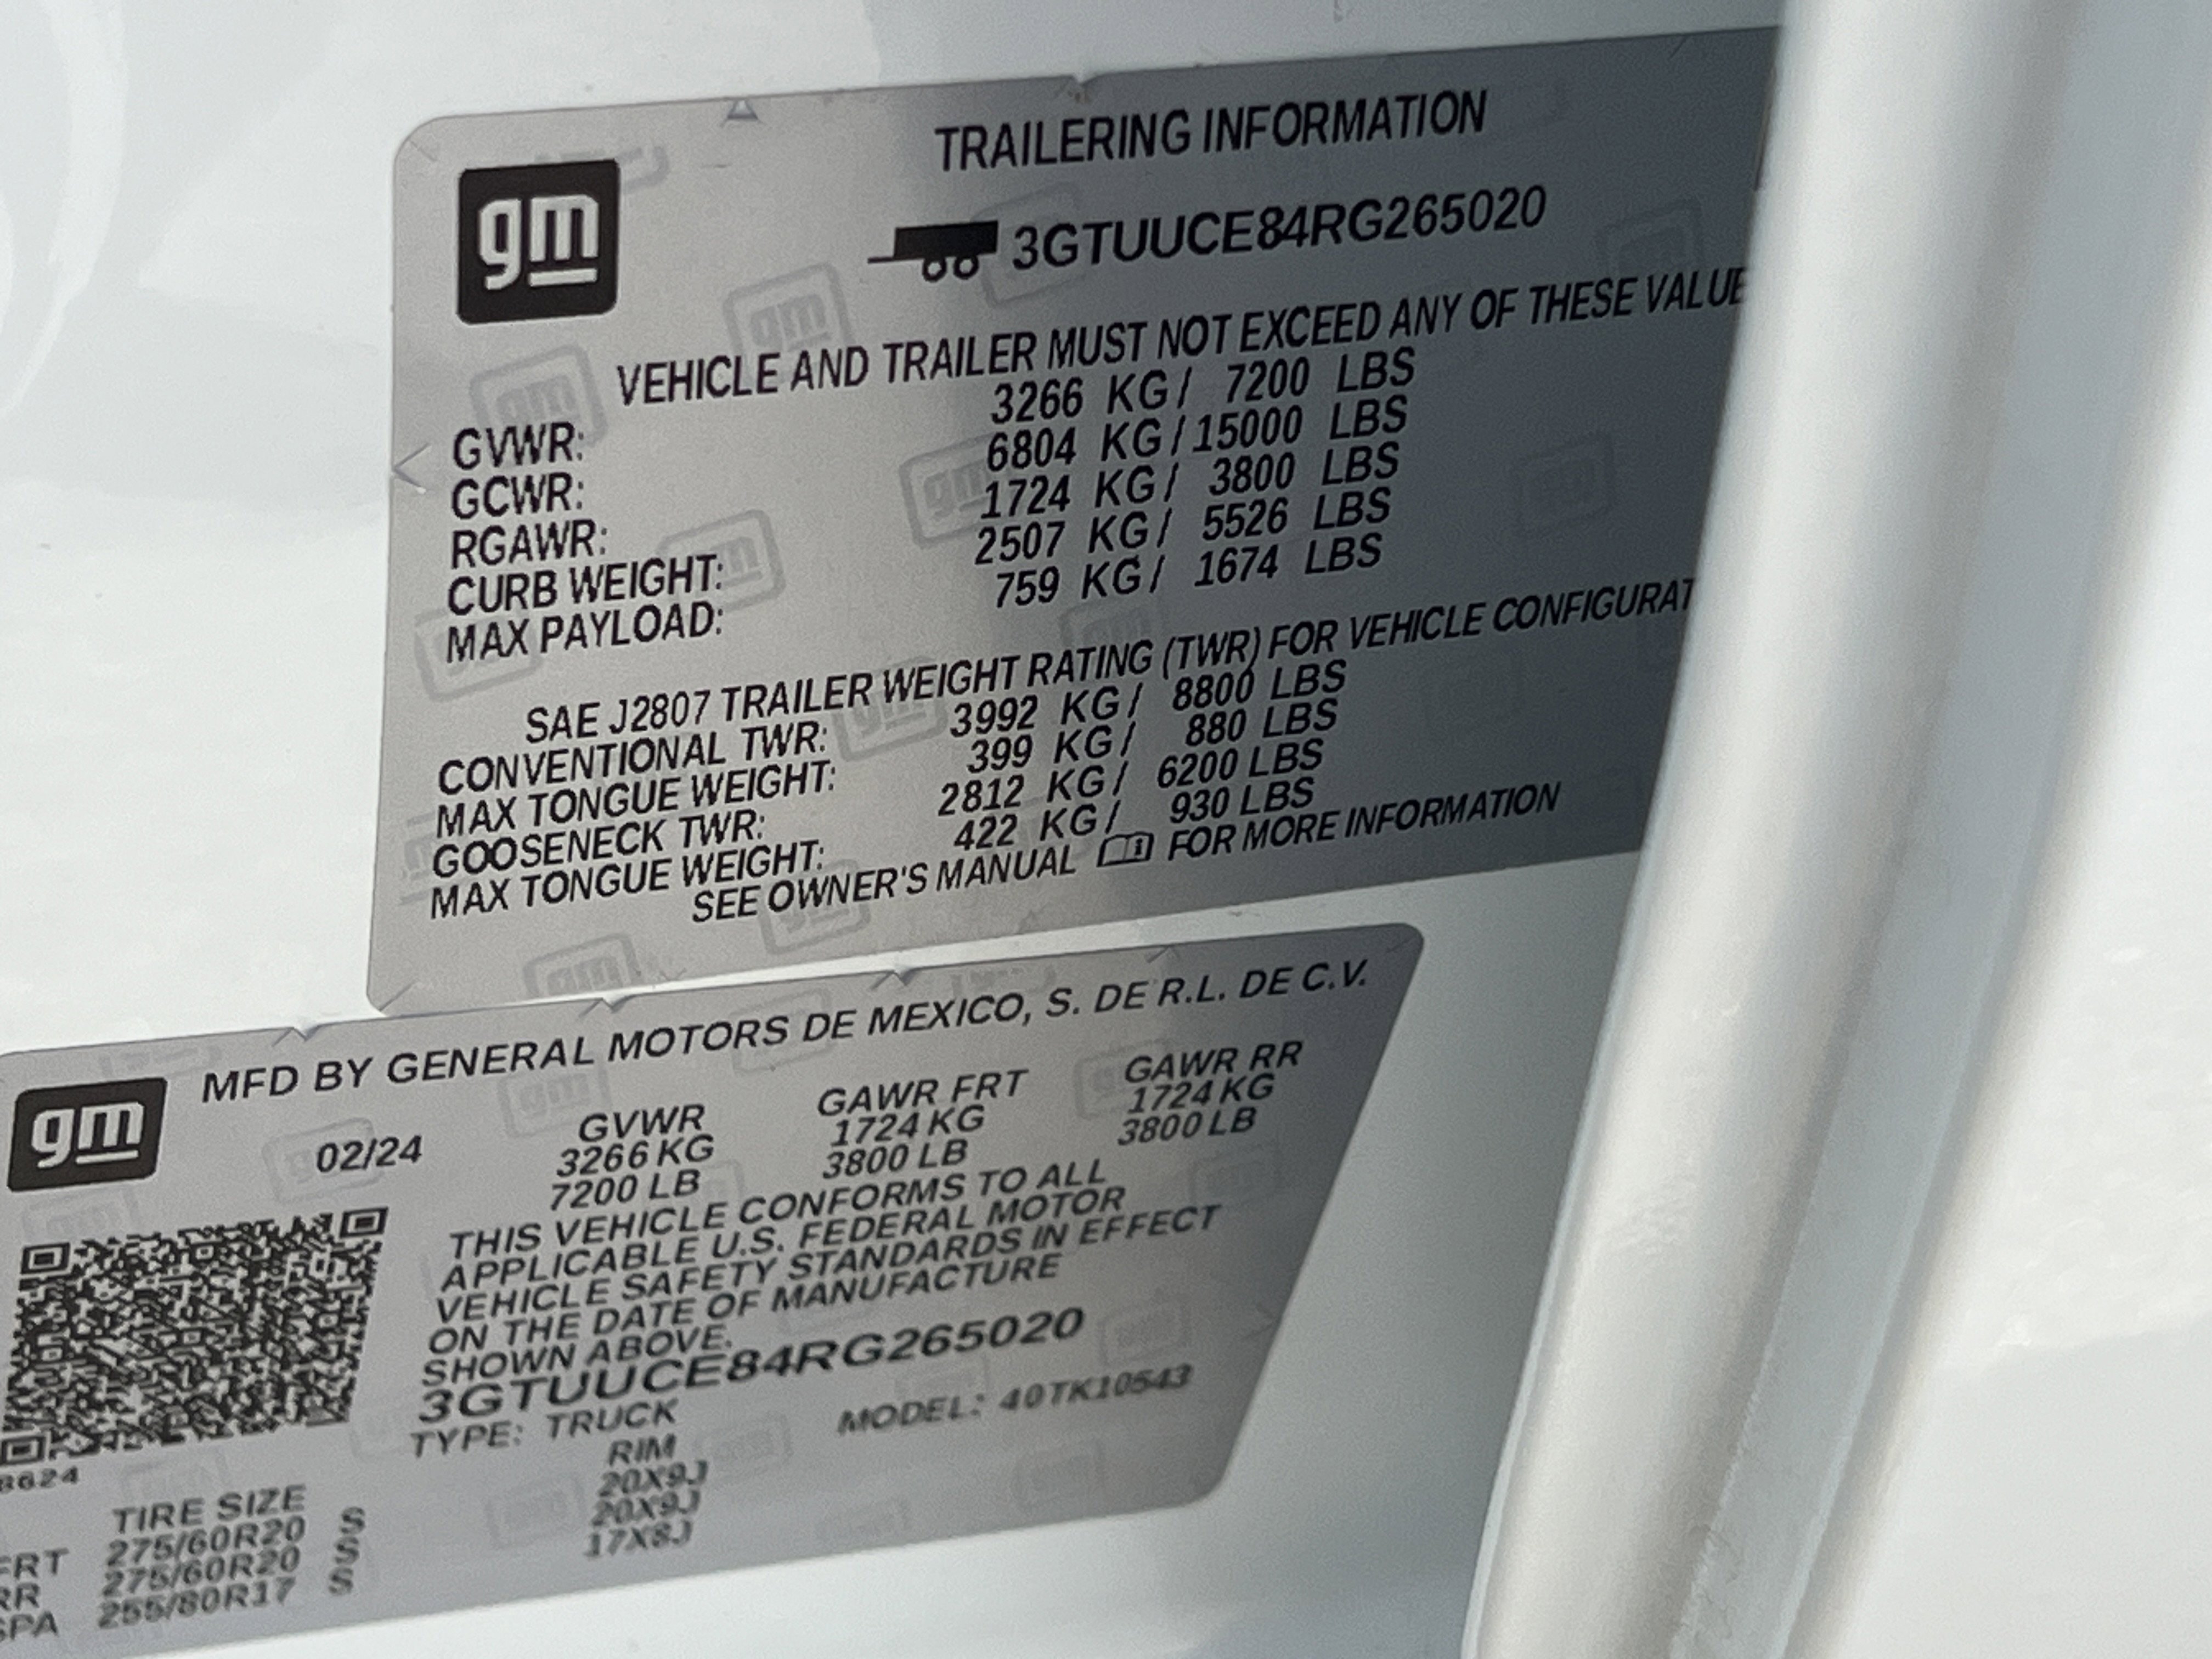 gm
TRAILERING INFORMATION
3GTUUCE84RG265020
VEHICLE AND TRAILER MUST NOT EXCEED ANY OF THESE VALUE
GVWR: 3266 KG / 7200 LBS
GCWR: 6804 KG / 15000 LBS
RGAWR: 1724 KG / 3800 LBS
CURB WEIGHT: 2507 KG / 5526 LBS
MAX PAYLOAD: 759 KG / 1674 LBS
SAE J2807 TRAILER WEIGHT RATING (TWR) FOR VEHICLE CONFIGURAT
CONVENTIONAL TWR: 3992 KG / 8800 LBS
MAX TONGUE WEIGHT: 399 KG / 880 LBS
GOOSENECK TWR: 2812 KG / 6200 LBS
MAX TONGUE WEIGHT: 422 KG / 930 LBS
SEE OWNER'S MANUAL FOR MORE INFORMATION
gm
MFD BY GENERAL MOTORS DE MEXICO, S. DE R.L. DE C.V.
02/24 GVWR GAWR FRT GAWR RR
3266 KG 1724 KG 1724 KG
7200 LB 3800 LB 3800 LB
THIS VEHICLE CONFORMS TO ALL
APPLICABLE U.S. FEDERAL MOTOR
VEHICLE SAFETY STANDARDS IN EFFECT
ON THE DATE OF MANUFACTURE
SHOWN ABOVE.
3GTUUCE84RG265020
TYPE: TRUCK MODEL: 40TK10543
8624
TIRE SIZE RIM
FRT 275/60R20 S 20X9J
RR 275/60R20 S 20X9J
SPA 255/80R17 S 17X8J